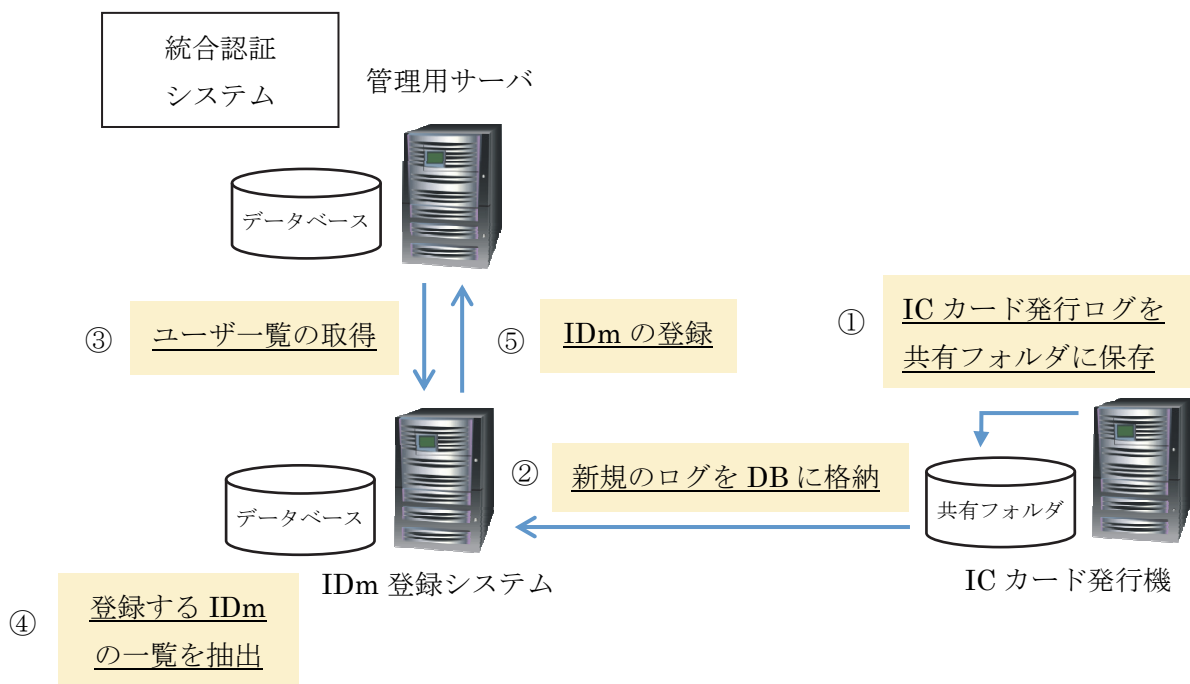 統合認証
システム
管理用サーバ
データベース
③
ユーザ一覧の取得
⑤
IDm の登録
①
IC カード発行ログを
共有フォルダに保存
データベース
②
新規のログを DB に格納
共有フォルダ
IDm 登録システム
IC カード発行機
④
登録する IDm
の一覧を抽出